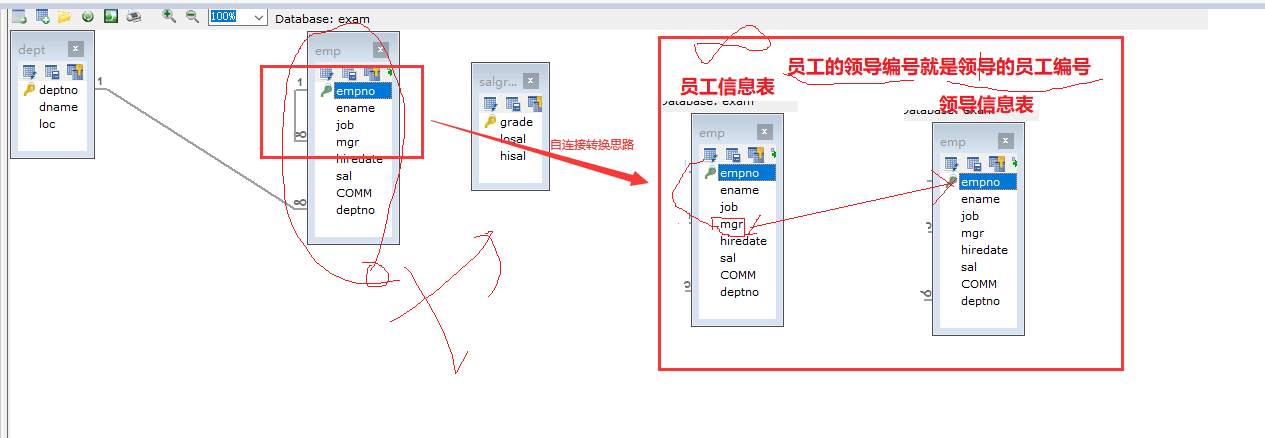 100%
Database: exam
dept
1
deptno
dname
loc
emp
1
empno
ename
job
8
mgr
hiredate
sal
COMM
8
deptno
salgr...
grade
losal
hisal
自连接转换思路
员工的领导编号就是领导的员工编号
员工信息表
Database: exam
emp
empno
ename
job
mgr
hiredate
sal
COMM
deptno
领导信息表
emp
empno
ename
job
mgr
hiredate
sal
COMM
deptno